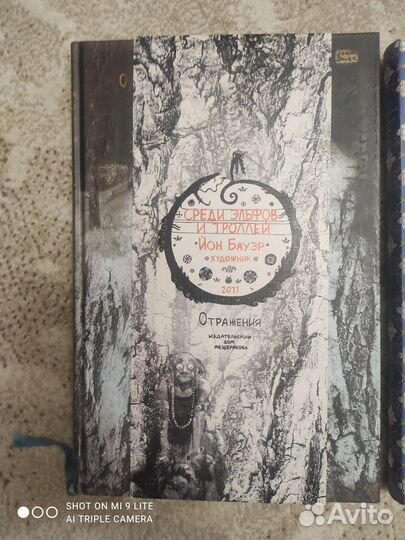 СРЕДИ ЭЛЬФОВ
И ТРОЛЛЕЙ
ЙОН БАУЭР
ХУДОЖНИК
2011
ОТРАЖЕНИЯ
ИЗДАТЕЛЬСКИЙ
ДОМ
МЕЩЕРЯКОВА
SHOT ON MI 9 LITE
AI TRIPLE CAMERA
Avito